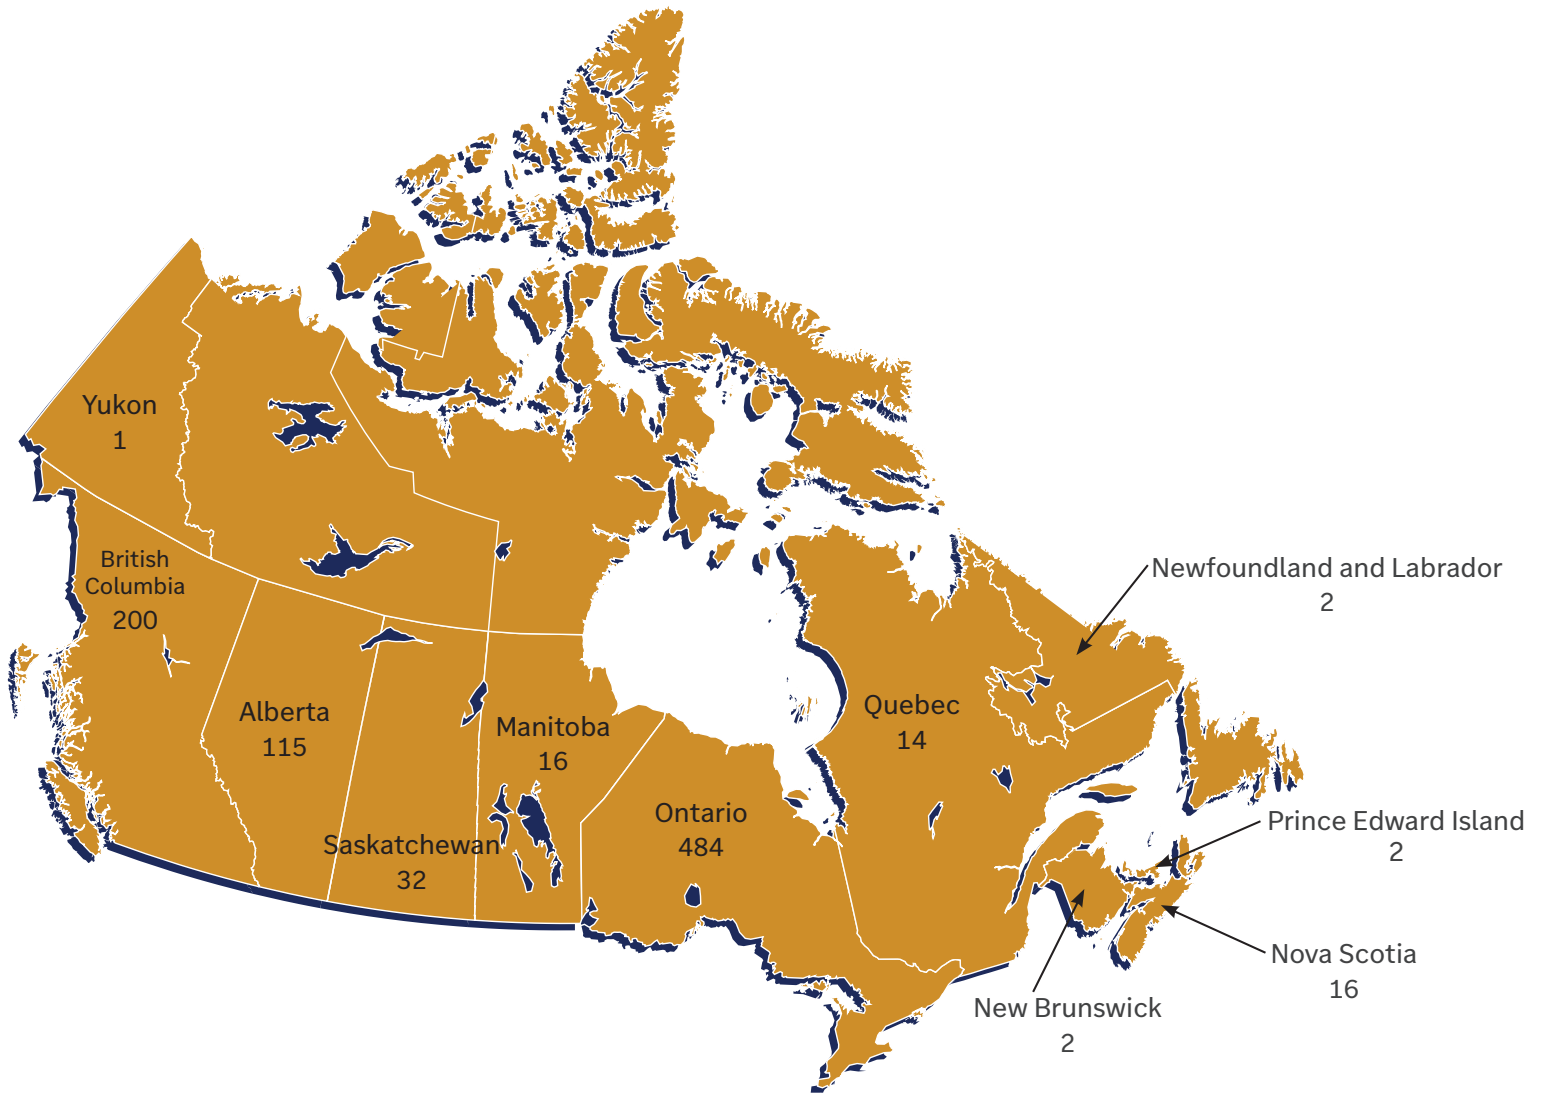 Yukon
1
British
Columbia
200
Alberta
115
Saskatchewan
32
Manitoba
16
Ontario
484
Quebec
14
Newfoundland and Labrador
2
Prince Edward Island
2
Nova Scotia
16
New Brunswick
2